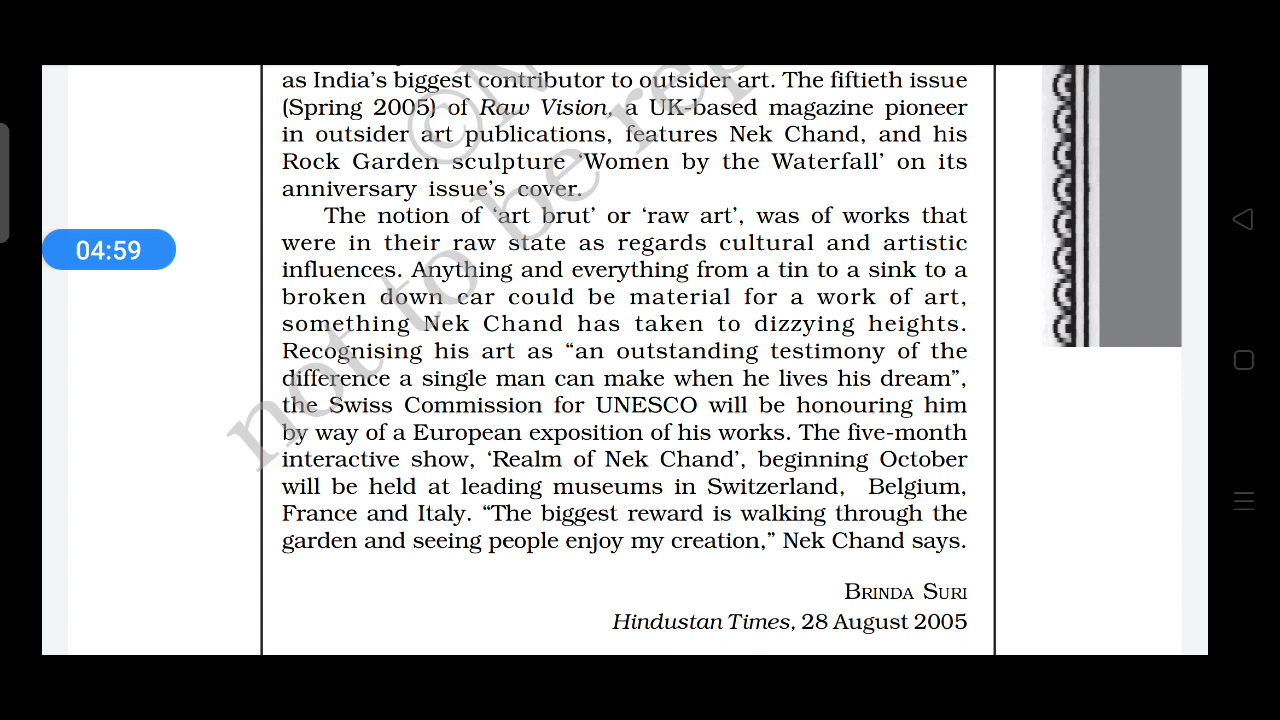 as India's biggest contributor to outsider art. The fiftieth issue
(Spring 2005) of Raw Vision, a UK-based magazine pioneer
in outsider art publications, features Nek Chand, and his
Rock Garden sculpture ‘Women by the Waterfall’ on its
anniversary issue's cover.
The notion of ‘art brut’ or ‘raw art’, was of works that
were in their raw state as regards cultural and artistic
influences. Anything and everything from a tin to a sink to a
broken down car could be material for a work of art,
something Nek Chand has taken to dizzying heights.
Recognising his art as “an outstanding testimony of the
difference a single man can make when he lives his dream”,
the Swiss Commission for UNESCO will be honouring him
by way of a European exposition of his works. The five-month
interactive show, ‘Realm of Nek Chand’, beginning October
will be held at leading museums in Switzerland, Belgium,
France and Italy. “The biggest reward is walking through the
garden and seeing people enjoy my creation,” Nek Chand says.
BRINDA SURI
Hindustan Times, 28 August 2005
04:59
not to be